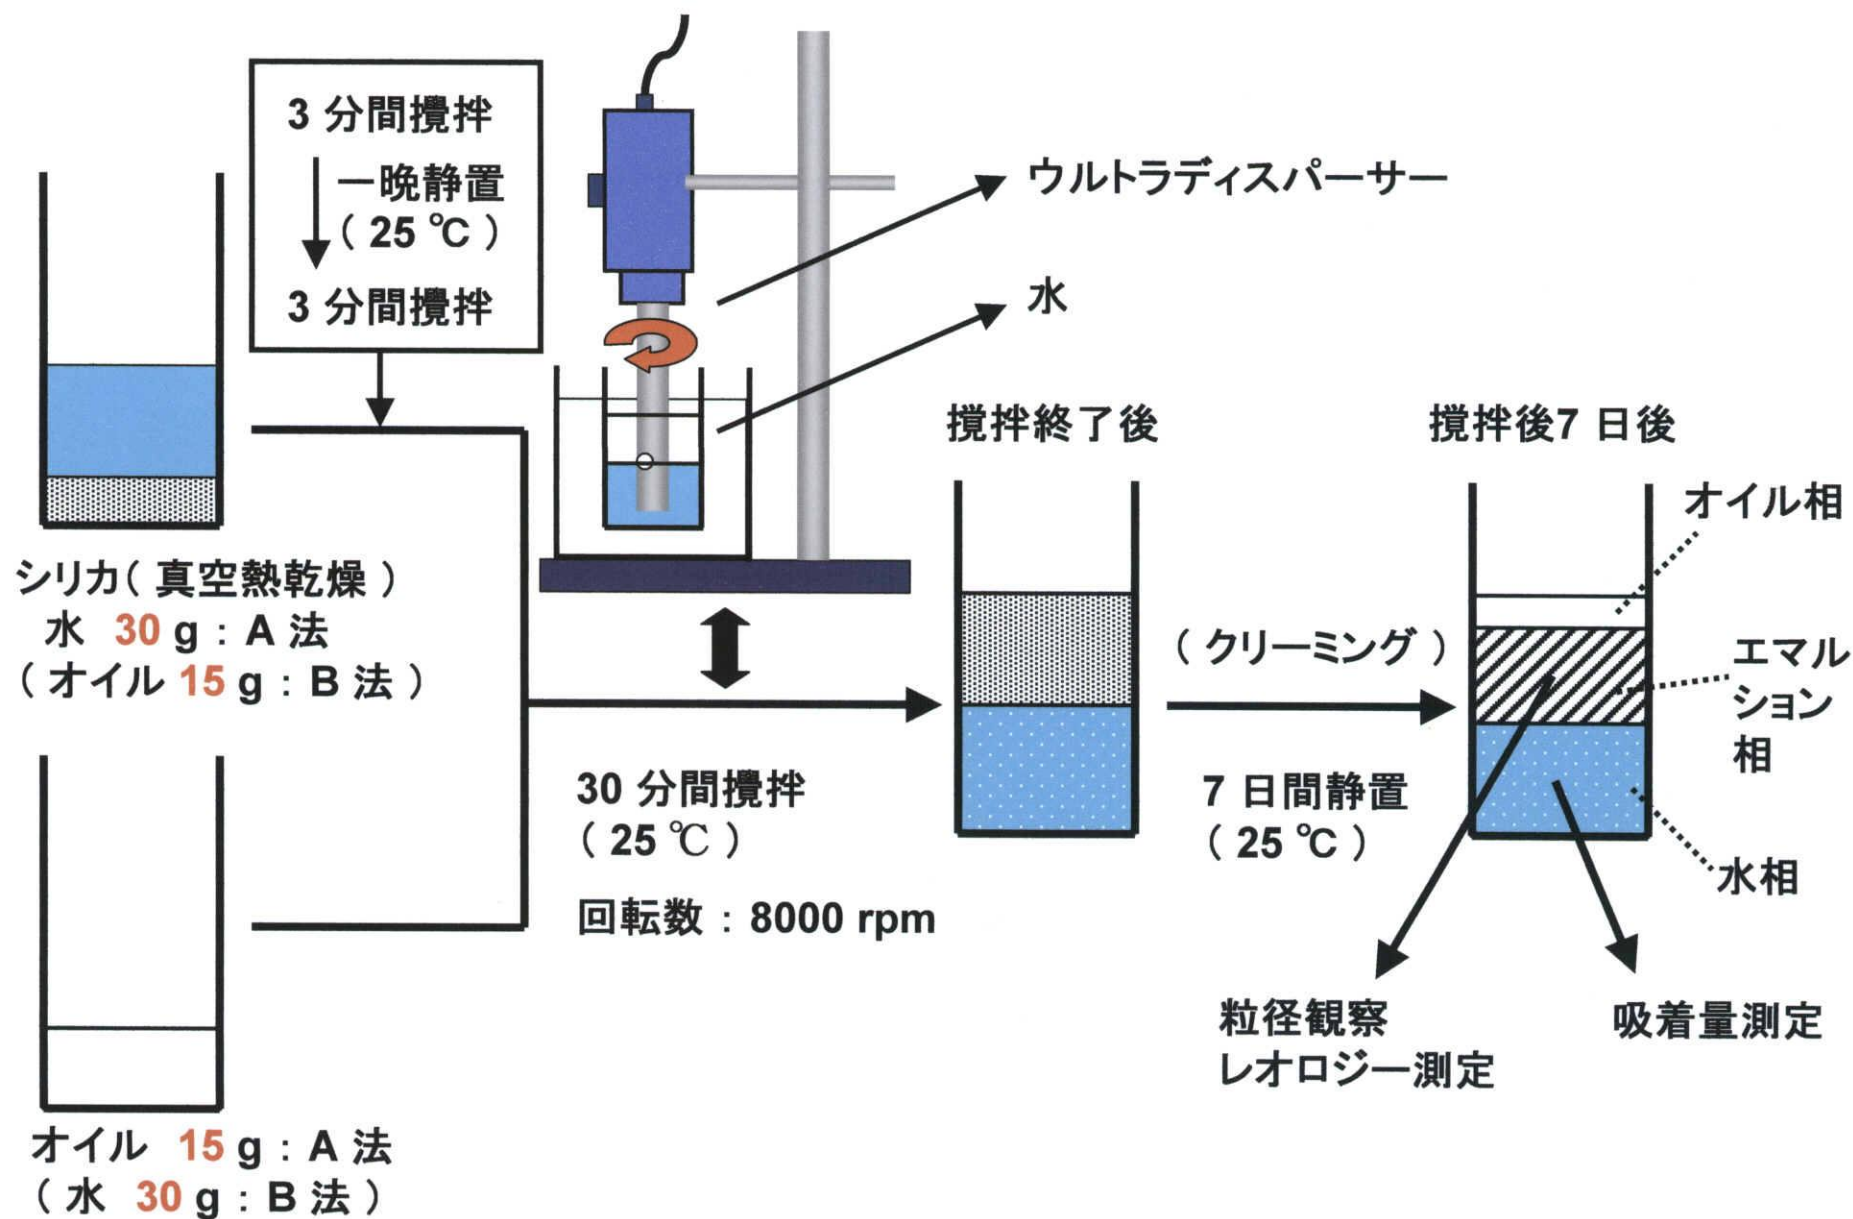 3 分間攪拌
一晩静置
( 25 ℃ )
3 分間攪拌
ウルトラディスパーサー
水
シリカ( 真空熱乾燥 )
水 30 g : A 法
( オイル 15 g : B 法 )
オイル 15 g : A 法
( 水 30 g : B 法 )
30 分間攪拌
( 25 ℃ )
回転数 : 8000 rpm
攪拌終了後
( クリーミング )
7 日間静置
( 25 ℃ )
攪拌後7 日後
オイル相
エマル
ション
相
水相
粒径観察
レオロジー測定
吸着量測定